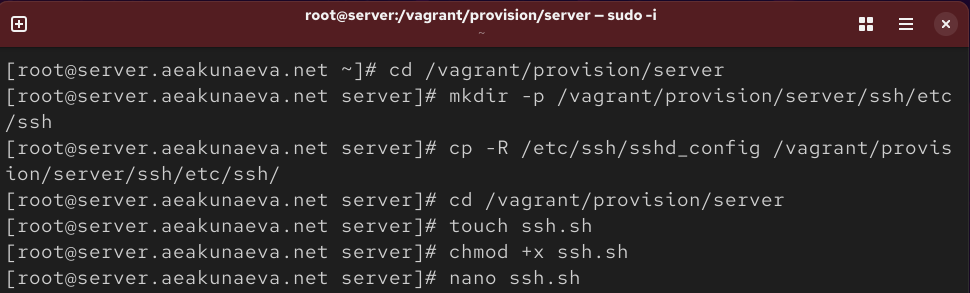 root@server:/vagrant/provision/server — sudo -i
~
[root@server.aeakunaeva.net ~]# cd /vagrant/provision/server
[root@server.aeakunaeva.net server]# mkdir -p /vagrant/provision/server/ssh/etc
/ssh
[root@server.aeakunaeva.net server]# cp -R /etc/ssh/sshd_config /vagrant/provis
ion/server/ssh/etc/ssh/
[root@server.aeakunaeva.net server]# cd /vagrant/provision/server
[root@server.aeakunaeva.net server]# touch ssh.sh
[root@server.aeakunaeva.net server]# chmod +x ssh.sh
[root@server.aeakunaeva.net server]# nano ssh.sh